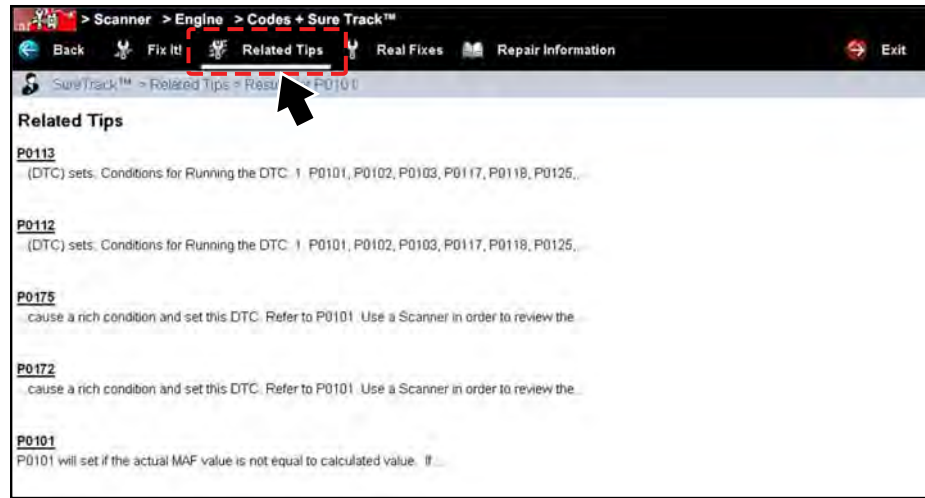 > Scanner > Engine > Codes + Sure Track™
Back Fix It! Related Tips Real Fixes Repair Information Exit
SureTrack™ > Related Tips > Resu P0101
Related Tips
P0113
(DTC) sets. Conditions for Running the DTC. 1. P0101, P0102, P0103, P0117, P0118, P0125,...
P0112
(DTC) sets. Conditions for Running the DTC. 1. P0101, P0102, P0103, P0117, P0118, P0125,...
P0175
...cause a rich condition and set this DTC. Refer to P0101. Use a Scanner in order to review the...
P0172
...cause a rich condition and set this DTC. Refer to P0101. Use a Scanner in order to review the...
P0101
P0101 will set if the actual MAF value is not equal to calculated value. If...